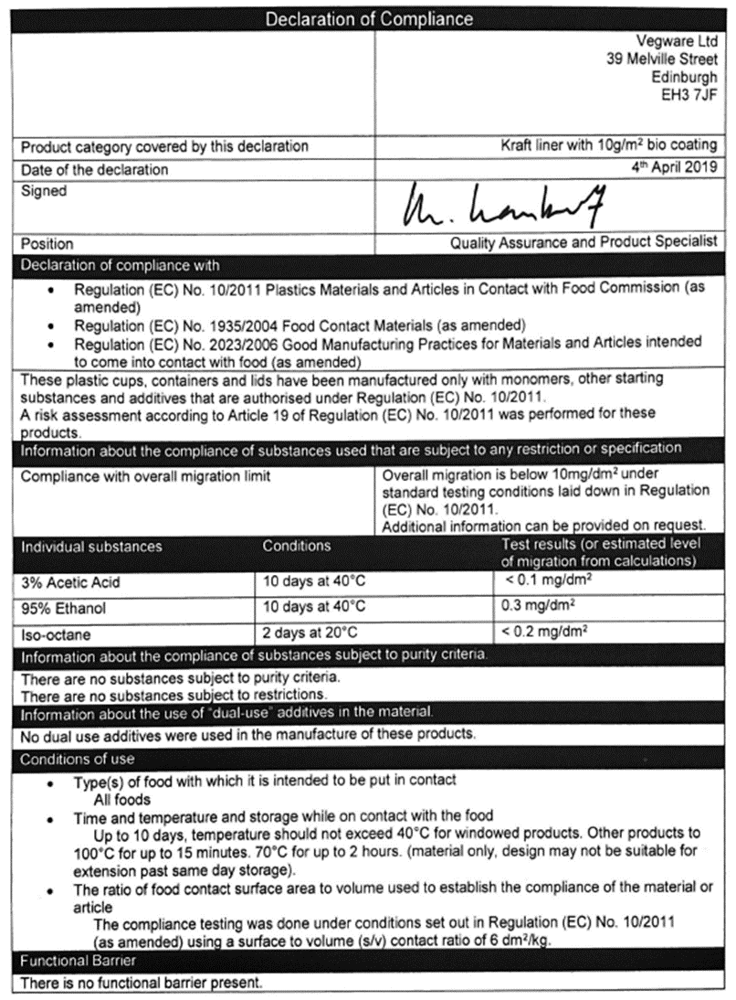 Declaration of Compliance
Vegware Ltd
39 Melville Street
Edinburgh
EH3 7JF
Product category covered by this declaration
Kraft liner with 10g/m² bio coating
Date of the declaration
4th April 2019
Signed
Position
Quality Assurance and Product Specialist
Declaration of compliance with
• Regulation (EC) No. 10/2011 Plastics Materials and Articles in Contact with Food Commission (as
amended)
• Regulation (EC) No. 1935/2004 Food Contact Materials (as amended)
• Regulation (EC) No. 2023/2006 Good Manufacturing Practices for Materials and Articles intended
to come into contact with food (as amended)
These plastic cups, containers and lids have been manufactured only with monomers, other starting
substances and additives that are authorised under Regulation (EC) No. 10/2011.
A risk assessment according to Article 19 of Regulation (EC) No. 10/2011 was performed for these
products.
Information about the compliance of substances used that are subject to any restriction or specification
Compliance with overall migration limit
Overall migration is below 10mg/dm² under
standard testing conditions laid down in Regulation
(EC) No. 10/2011.
Additional information can be provided on request.
Individual substances
Conditions
Test results (or estimated level
of migration from calculations)
3% Acetic Acid
10 days at 40°C
< 0.1 mg/dm²
95% Ethanol
10 days at 40°C
0.3 mg/dm²
Iso-octane
2 days at 20°C
< 0.2 mg/dm²
Information about the compliance of substances subject to purity criteria.
There are no substances subject to purity criteria.
There are no substances subject to restrictions.
Information about the use of "dual-use" additives in the material.
No dual use additives were used in the manufacture of these products.
Conditions of use
• Type(s) of food with which it is intended to be put in contact
All foods
• Time and temperature and storage while on contact with the food
Up to 10 days, temperature should not exceed 40°C for windowed products. Other products to
100°C for up to 15 minutes. 70°C for up to 2 hours. (material only, design may not be suitable for
extension past same day storage).
• The ratio of food contact surface area to volume used to establish the compliance of the material or
article
The compliance testing was done under conditions set out in Regulation (EC) No. 10/2011
(as amended) using a surface to volume (s/v) contact ratio of 6 dm²/kg.
Functional Barrier
There is no functional barrier present.